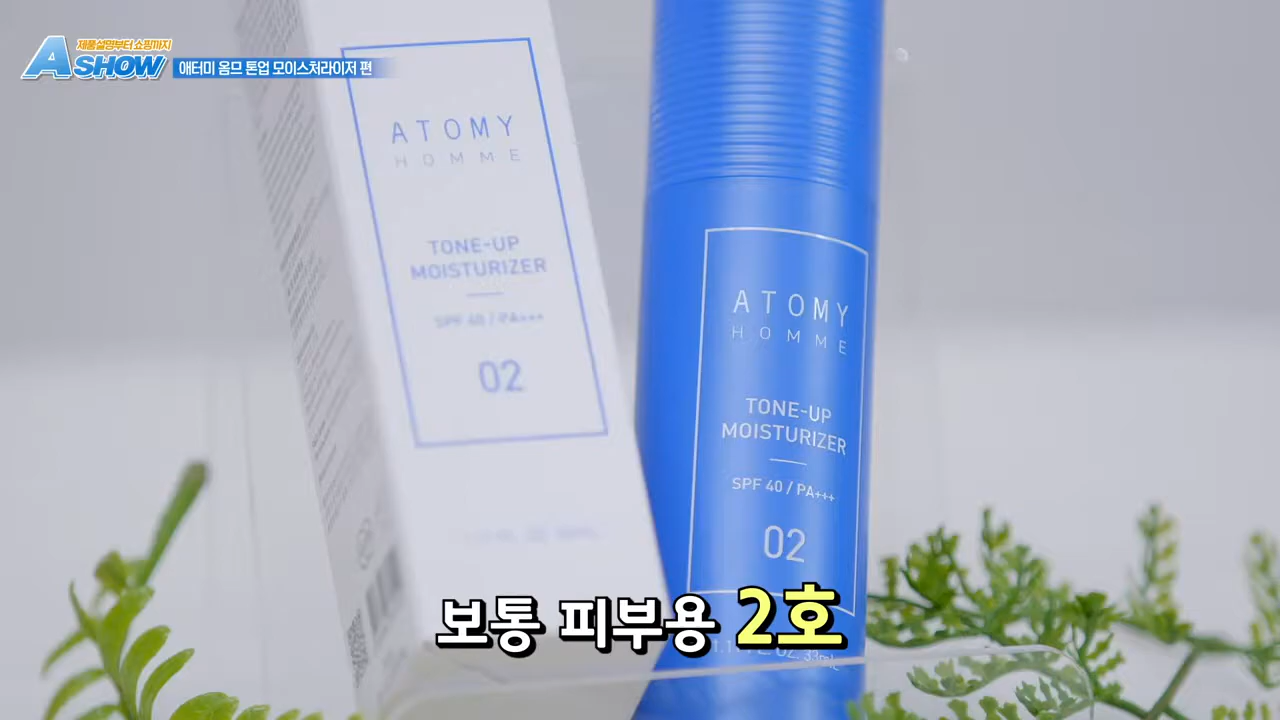 제품설명부터 쇼핑까지
A SHOW
애터미 옴므 톤업 모이스처라이저 편
ATOMY
HOMME
TONE-UP
MOISTURIZER
SPF 40 / PA+++
02
ATOMY
HOMME
TONE-UP
MOISTURIZER
SPF 40 / PA+++
02
보통 피부용 2호